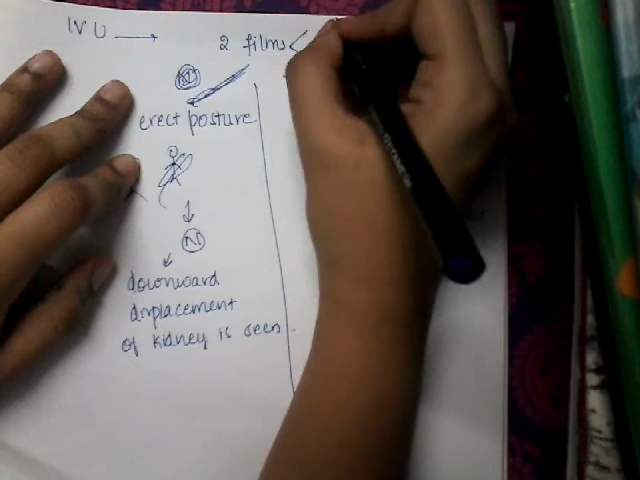 IVU → 2 films <
erect posture
↓
N
↙
downward
displacement
of kidney is seen